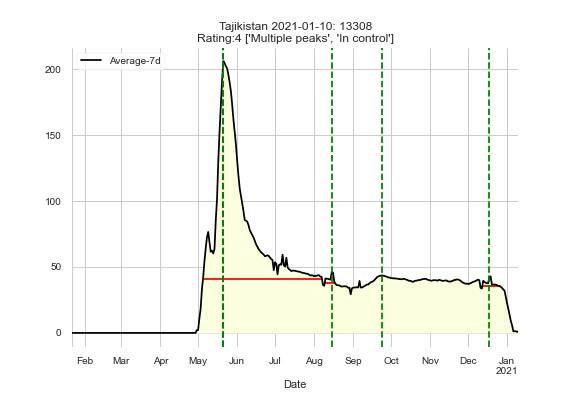 Tajikistan 2021-01-10: 13308
Rating:4 ['Multiple peaks', 'In control']
Average-7d
200
150
100
50
0
Feb Mar Apr May Jun Jul Aug Sep Oct Nov Dec Jan
2021
Date